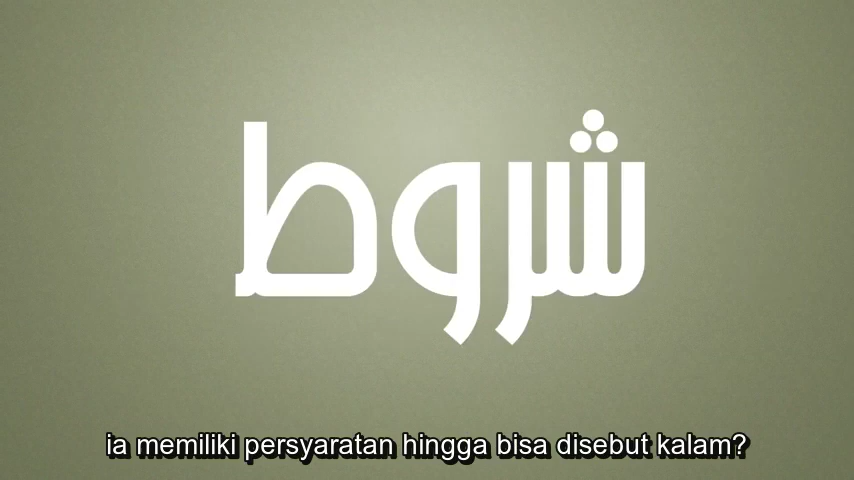 شروط
ia memiliki persyaratan hingga bisa disebut kalam?